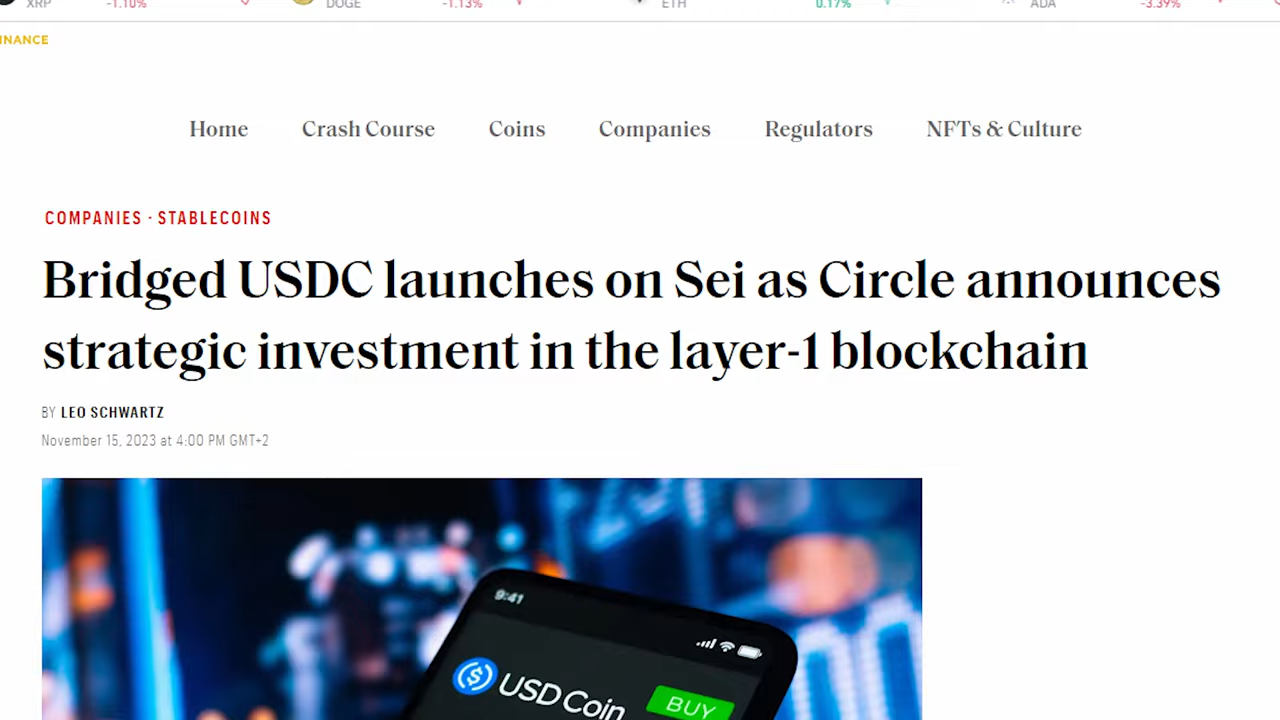 XRP -1.10% DOGE -1.13% ETH 0.17% ADA -3.39%
INANCE
Home Crash Course Coins Companies Regulators NFTs & Culture
COMPANIES · STABLECOINS
Bridged USDC launches on Sei as Circle announces
strategic investment in the layer-1 blockchain
BY LEO SCHWARTZ
November 15, 2023 at 4:00 PM GMT+2
9:41
USD Coin BUY